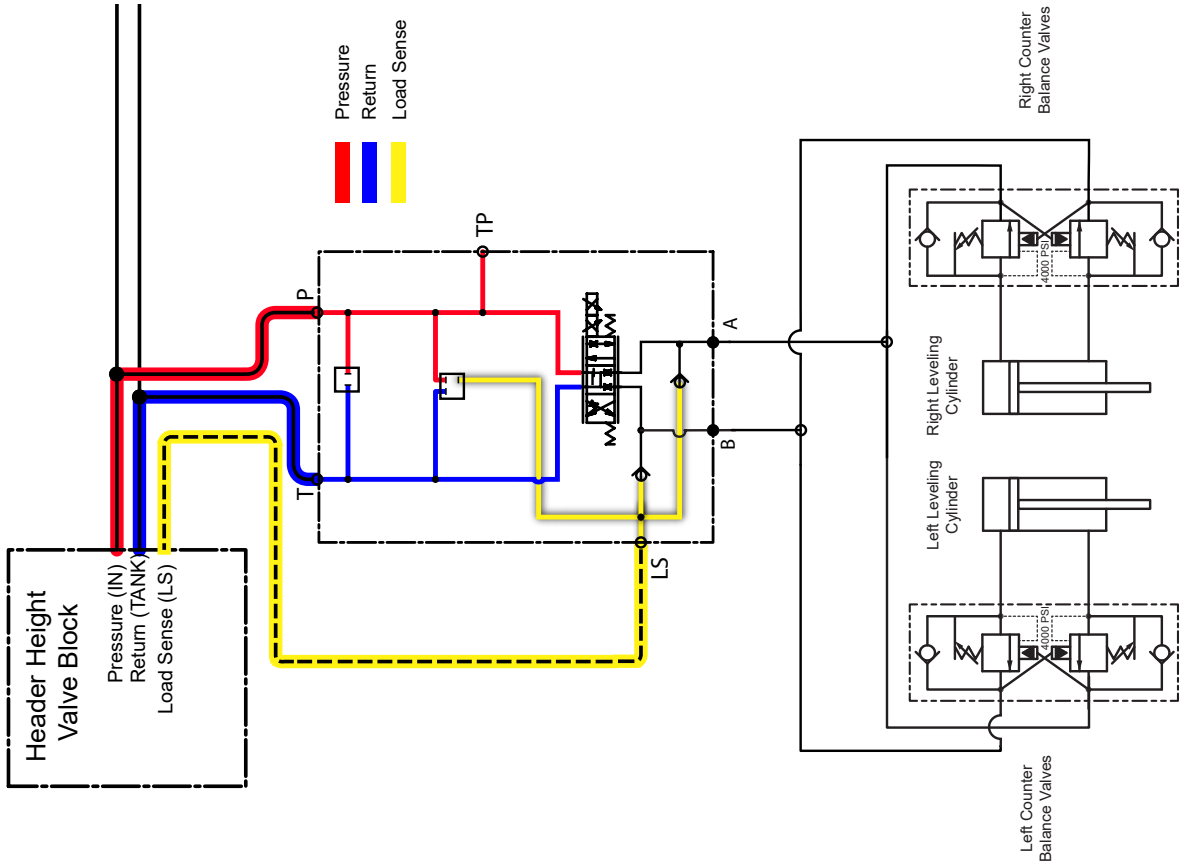 Header Height
Valve Block
Pressure (IN)
Return (TANK)
Load Sense (LS)
Pressure
Return
Load Sense
P
T
TP
LS
A
B
Right Counter
Balance Valves
4000 PSI
Right Leveling
Cylinder
Left Leveling
Cylinder
4000 PSI
Left Counter
Balance Valves